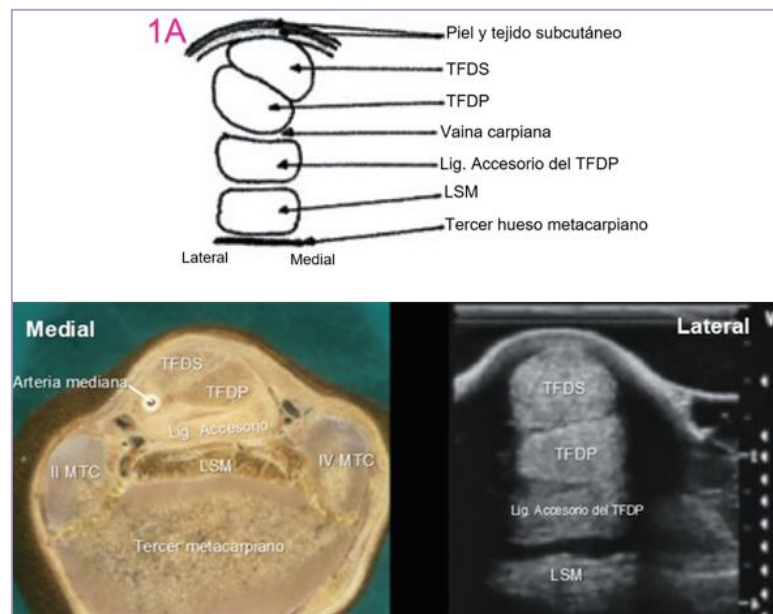 1A
Piel y tejido subcutáneo
TFDS
TFDP
Vaina carpiana
Lig. Accesorio del TFDP
LSM
Tercer hueso metacarpiano
Lateral Medial
Medial
TFDS
Arteria mediana
TFDP
Lig. Accesorio
II MTC
LSM
IV MTC
Tercer metacarpiano
Lateral
TFDS
TFDP
Lig. Accesorio del TFDP
LSM